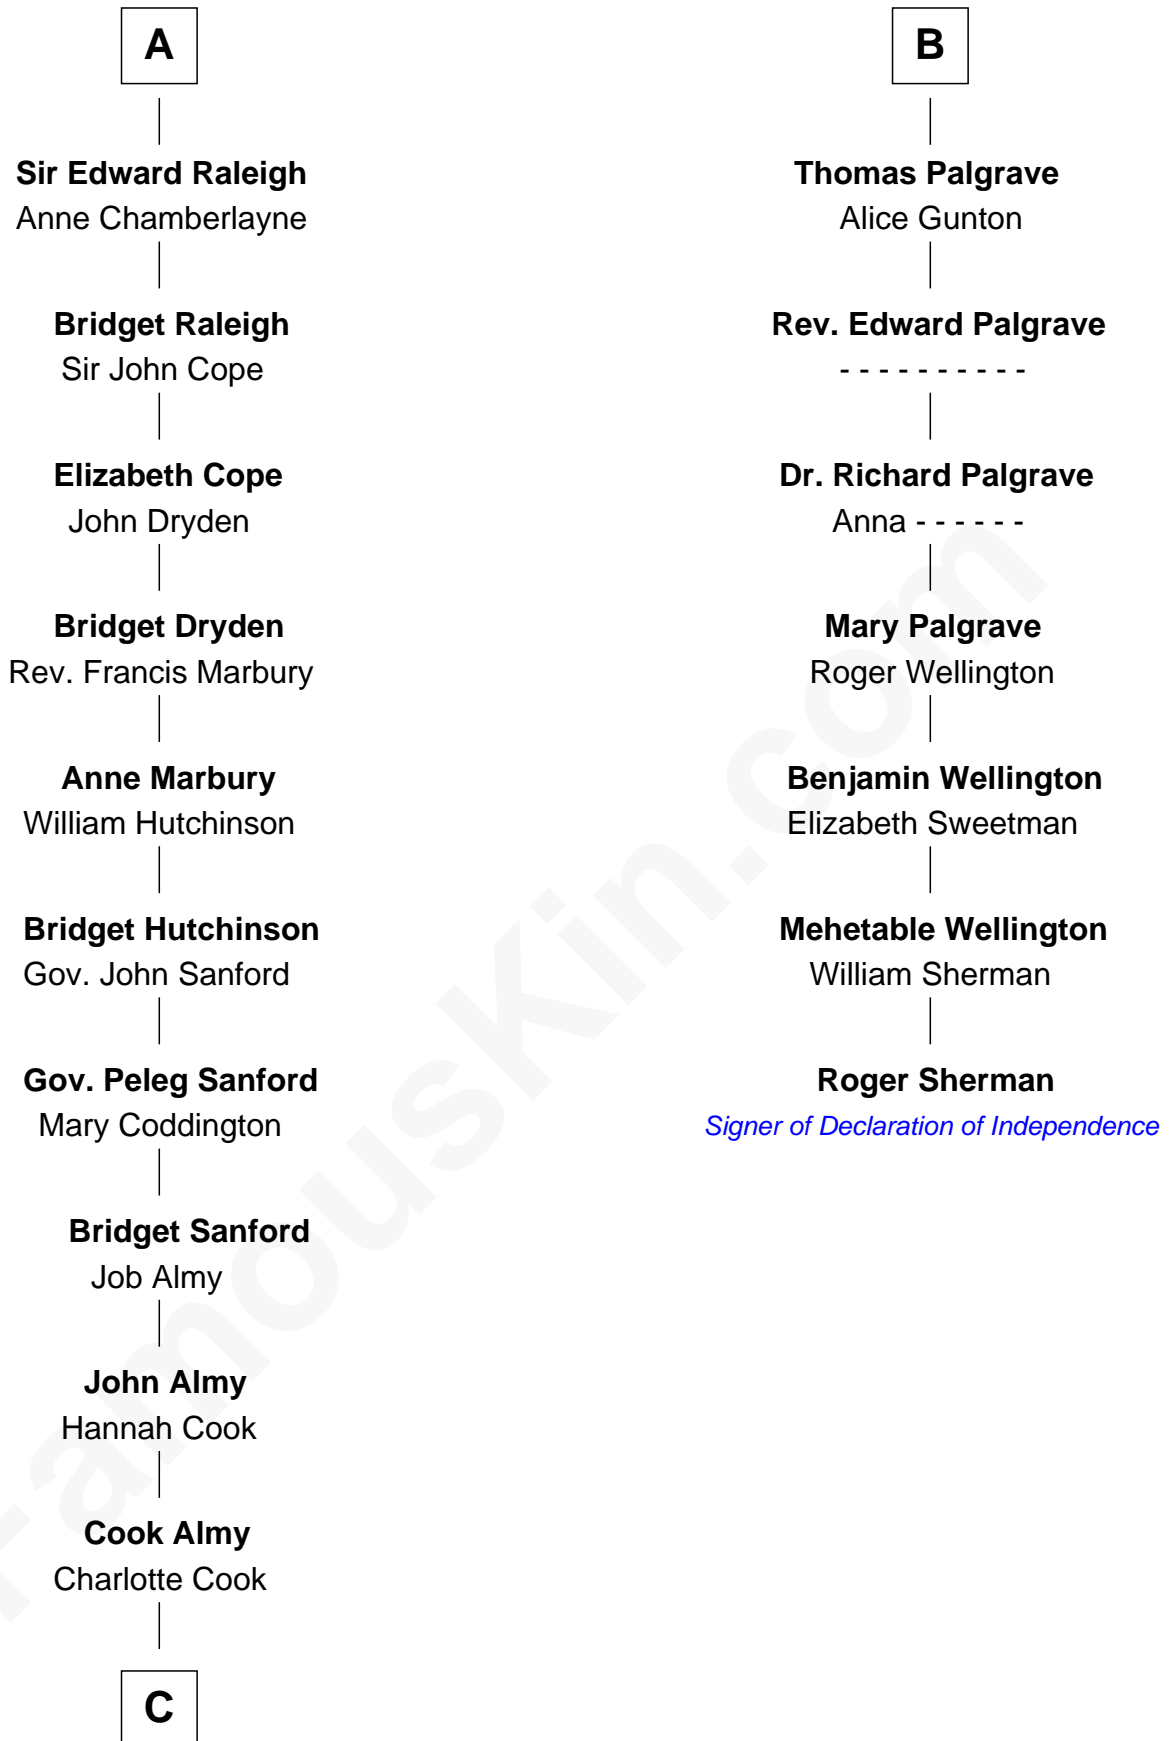 A
Sir Edward Raleigh
Anne Chamberlayne
Bridget Raleigh
Sir John Cope
Elizabeth Cope
John Dryden
Bridget Dryden
Rev. Francis Marbury
Anne Marbury
William Hutchinson
Bridget Hutchinson
Gov. John Sanford
Gov. Peleg Sanford
Mary Coddington
Bridget Sanford
Job Almy
John Almy
Hannah Cook
Cook Almy
Charlotte Cook
C
B
Thomas Palgrave
Alice Gunton
Rev. Edward Palgrave
- - - - - - - - - -
Dr. Richard Palgrave
Anna - - - - - -
Mary Palgrave
Roger Wellington
Benjamin Wellington
Elizabeth Sweetman
Mehetable Wellington
William Sherman
Roger Sherman
Signer of Declaration of Independence
FamousKin.com